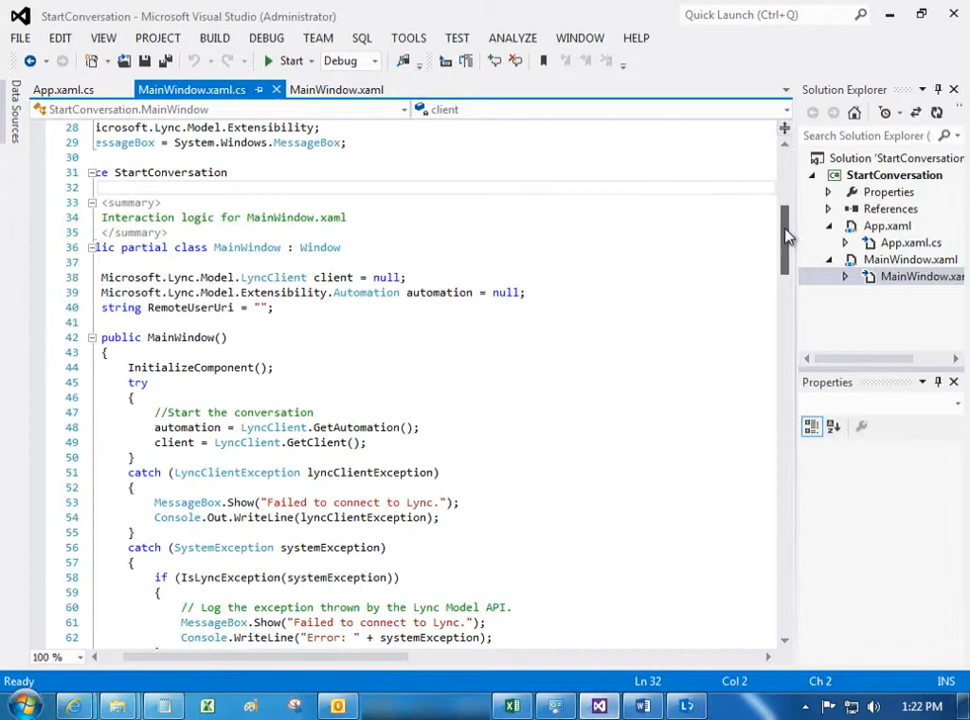 StartConversation - Microsoft Visual Studio (Administrator)
Quick Launch (Ctrl+Q)
FILE EDIT VIEW PROJECT BUILD DEBUG TEAM SQL TOOLS TEST ANALYZE WINDOW HELP
Start Debug
App.xaml.cs MainWindow.xaml.cs MainWindow.xaml
Data Sources
StartConversation.MainWindow client
28 icrosoft.Lync.Model.Extensibility;
29 essageBox = System.Windows.MessageBox;
30
31 ce StartConversation
32
33 <summary>
34 Interaction logic for MainWindow.xaml
35 </summary>
36 lic partial class MainWindow : Window
37
38 Microsoft.Lync.Model.LyncClient client = null;
39 Microsoft.Lync.Model.Extensibility.Automation automation = null;
40 string RemoteUserUri = "";
41
42 public MainWindow()
43 {
44 InitializeComponent();
45 try
46 {
47 //Start the conversation
48 automation = LyncClient.GetAutomation();
49 client = LyncClient.GetClient();
50 }
51 catch (LyncClientException lyncClientException)
52 {
53 MessageBox.Show("Failed to connect to Lync.");
54 Console.Out.WriteLine(lyncClientException);
55 }
56 catch (SystemException systemException)
57 {
58 if (IsLyncException(systemException))
59 {
60 // Log the exception thrown by the Lync Model API.
61 MessageBox.Show("Failed to connect to Lync.");
62 Console.WriteLine("Error: " + systemException);
100 %
Solution Explorer
Search Solution Explorer (
Solution 'StartConversation
StartConversation
Properties
References
App.xaml
App.xaml.cs
MainWindow.xaml
MainWindow.xar
Properties
Ready Ln 32 Col 2 Ch 2 INS
1:22 PM